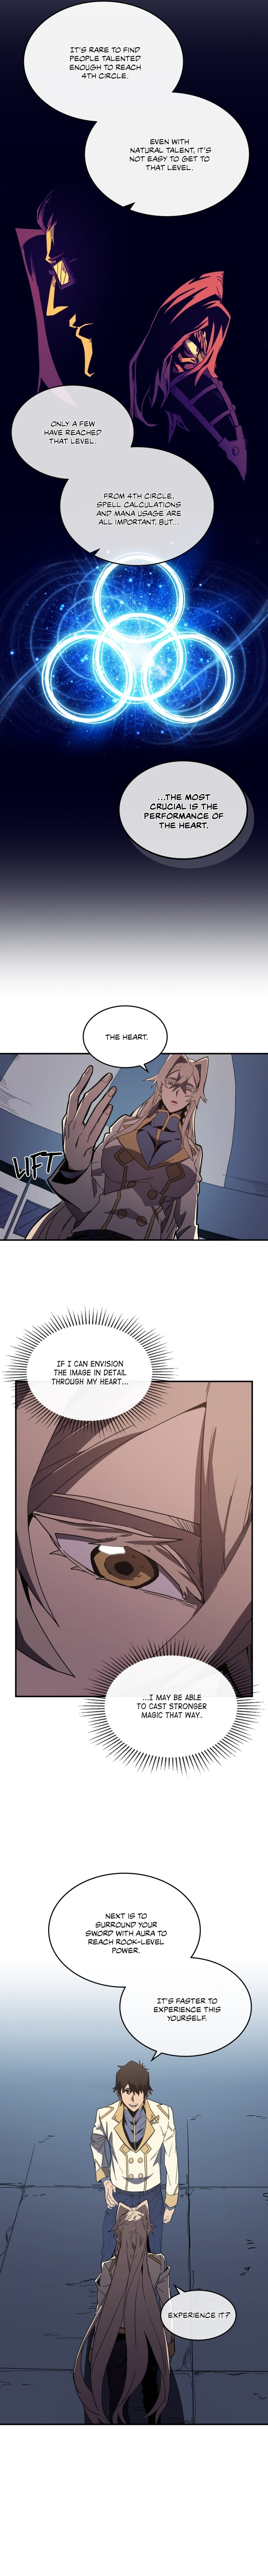 IT'S RARE TO FIND
PEOPLE TALENTED
ENOUGH TO REACH
4TH CIRCLE.
EVEN WITH
NATURAL TALENT, IT'S
NOT EASY TO GET TO
THAT LEVEL.
ONLY A FEW
HAVE REACHED
THAT LEVEL.
FROM 4TH CIRCLE,
SPELL CALCULATIONS
AND MANA USAGE ARE
ALL IMPORTANT, BUT...
...THE MOST
CRUCIAL IS THE
PERFORMANCE OF
THE HEART.
THE HEART.
LIFT
IF I CAN ENVISION
THE IMAGE IN DETAIL
THROUGH MY HEART...
...I MAY BE ABLE
TO CAST STRONGER
MAGIC THAT WAY.
NEXT IS TO
SURROUND YOUR
SWORD WITH AURA TO
REACH ROOK-LEVEL
POWER.
IT'S FASTER TO
EXPERIENCE THIS
YOURSELF.
EXPERIENCE IT?